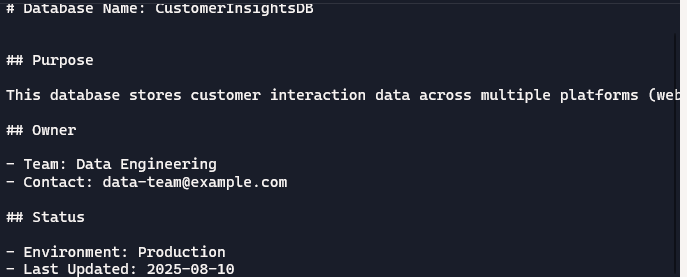 # Database Name: CustomerInsightsDB
## Purpose
This database stores customer interaction data across multiple platforms (web
## Owner
- Team: Data Engineering
- Contact: data-team@example.com
## Status
- Environment: Production
- Last Updated: 2025-08-10